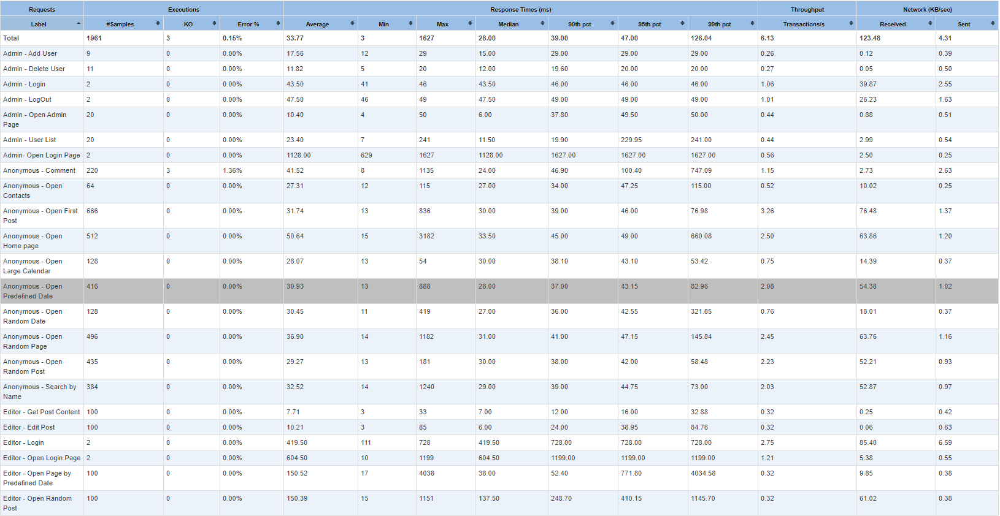 Requests Executions Response Times (ms) Throughput Network (KB/sec)
Label #Samples KO Error % Average Min Max Median 90th pct 95th pct 99th pct Transactions/s Received Sent
Total 1961 3 0.15% 33.77 3 1627 28.00 39.00 47.00 126.04 6.13 123.48 4.31
Admin - Add User 9 0 0.00% 17.56 12 29 15.00 29.00 29.00 29.00 0.26 0.12 0.39
Admin - Delete User 11 0 0.00% 11.82 5 20 12.00 19.60 20.00 20.00 0.27 0.05 0.50
Admin - Login 2 0 0.00% 43.50 41 46 43.50 46.00 46.00 46.00 1.06 39.87 2.55
Admin - LogOut 2 0 0.00% 47.50 46 49 47.50 49.00 49.00 49.00 1.01 26.23 1.63
Admin - Open Admin 20 0 0.00% 10.40 4 50 6.00 37.80 49.50 50.00 0.44 0.88 0.51
Page
Admin - User List 20 0 0.00% 23.40 7 241 11.50 19.90 229.95 241.00 0.44 2.99 0.54
Admin- Open Login Page 2 0 0.00% 1128.00 629 1627 1128.00 1627.00 1627.00 1627.00 0.56 2.50 0.25
Anonymous - Comment 220 3 1.36% 41.52 8 1135 24.00 46.90 100.40 747.09 1.15 2.73 2.63
Anonymous - Open 64 0 0.00% 27.31 12 115 27.00 34.00 47.25 115.00 0.52 10.02 0.25
Contacts
Anonymous - Open First 666 0 0.00% 31.74 13 836 30.00 39.00 46.00 76.98 3.26 76.48 1.37
Post
Anonymous - Open 512 0 0.00% 50.64 15 3182 33.50 45.00 49.00 660.08 2.50 63.86 1.20
Home page
Anonymous - Open 128 0 0.00% 28.07 13 54 30.00 38.10 43.10 53.42 0.75 14.39 0.37
Large Calendar
Anonymous - Open 416 0 0.00% 30.93 13 888 28.00 37.00 43.15 82.96 2.08 54.38 1.02
Predefined Date
Anonymous - Open 128 0 0.00% 30.45 11 419 27.00 36.00 42.55 321.85 0.76 18.01 0.37
Random Date
Anonymous - Open 496 0 0.00% 36.90 14 1182 31.00 41.00 47.15 145.84 2.45 63.76 1.16
Random Page
Anonymous - Open 435 0 0.00% 29.27 13 181 30.00 38.00 42.00 58.48 2.23 52.21 0.93
Random Post
Anonymous - Search by 384 0 0.00% 32.52 14 1240 29.00 39.00 44.75 73.00 2.03 52.87 0.97
Name
Editor - Get Post Content 100 0 0.00% 7.71 3 33 7.00 12.00 16.00 32.88 0.32 0.25 0.42
Editor - Edit Post 100 0 0.00% 10.21 3 85 6.00 24.00 38.95 84.76 0.32 0.06 0.63
Editor - Login 2 0 0.00% 419.50 111 728 419.50 728.00 728.00 728.00 2.75 85.40 6.59
Editor - Open Login Page 2 0 0.00% 604.50 10 1199 604.50 1199.00 1199.00 1199.00 1.21 5.38 0.55
Editor - Open Page by 100 0 0.00% 150.52 17 4038 38.00 52.40 771.80 4034.58 0.32 9.85 0.38
Predefined Date
Editor - Open Random 100 0 0.00% 150.39 15 1151 137.50 248.70 410.15 1145.70 0.32 61.02 0.38
Post